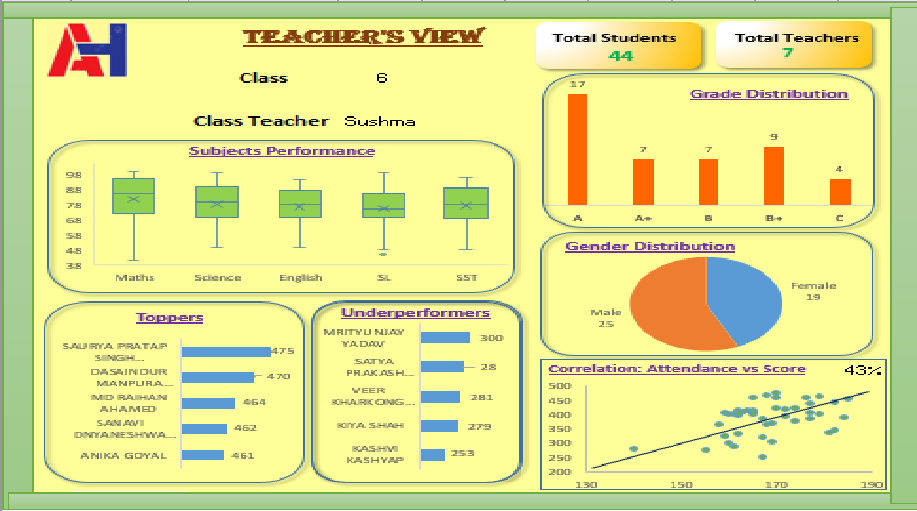 AH
TEACHER'S VIEW
Class 6
Class Teacher Sushma
Total Students
44
Total Teachers
7
Subjects Performance
98
88
78
68
58
48
38
Maths Science English SL SST
Grade Distribution
17 7 7 9 4
A A+ B B+ C
Gender Distribution
Female
19
Male
25
Toppers
SAURYA PRATAP
SINGH...
475
DASAINDUR
MANPURA...
470
MD RAIHAN
AHAMED
464
SANAVI
DNYANESHWA...
462
ANIKA GOYAL
461
Underperformers
MRITYUNJAY
YADAV
300
SATYA
PRAKASH...
28
VEER
KHARKONG...
281
KIYA SHAH
279
KASHVI
KASHYAP
253
Correlation: Attendance vs Score 43%
500
450
400
350
300
250
200
130 150 170 190